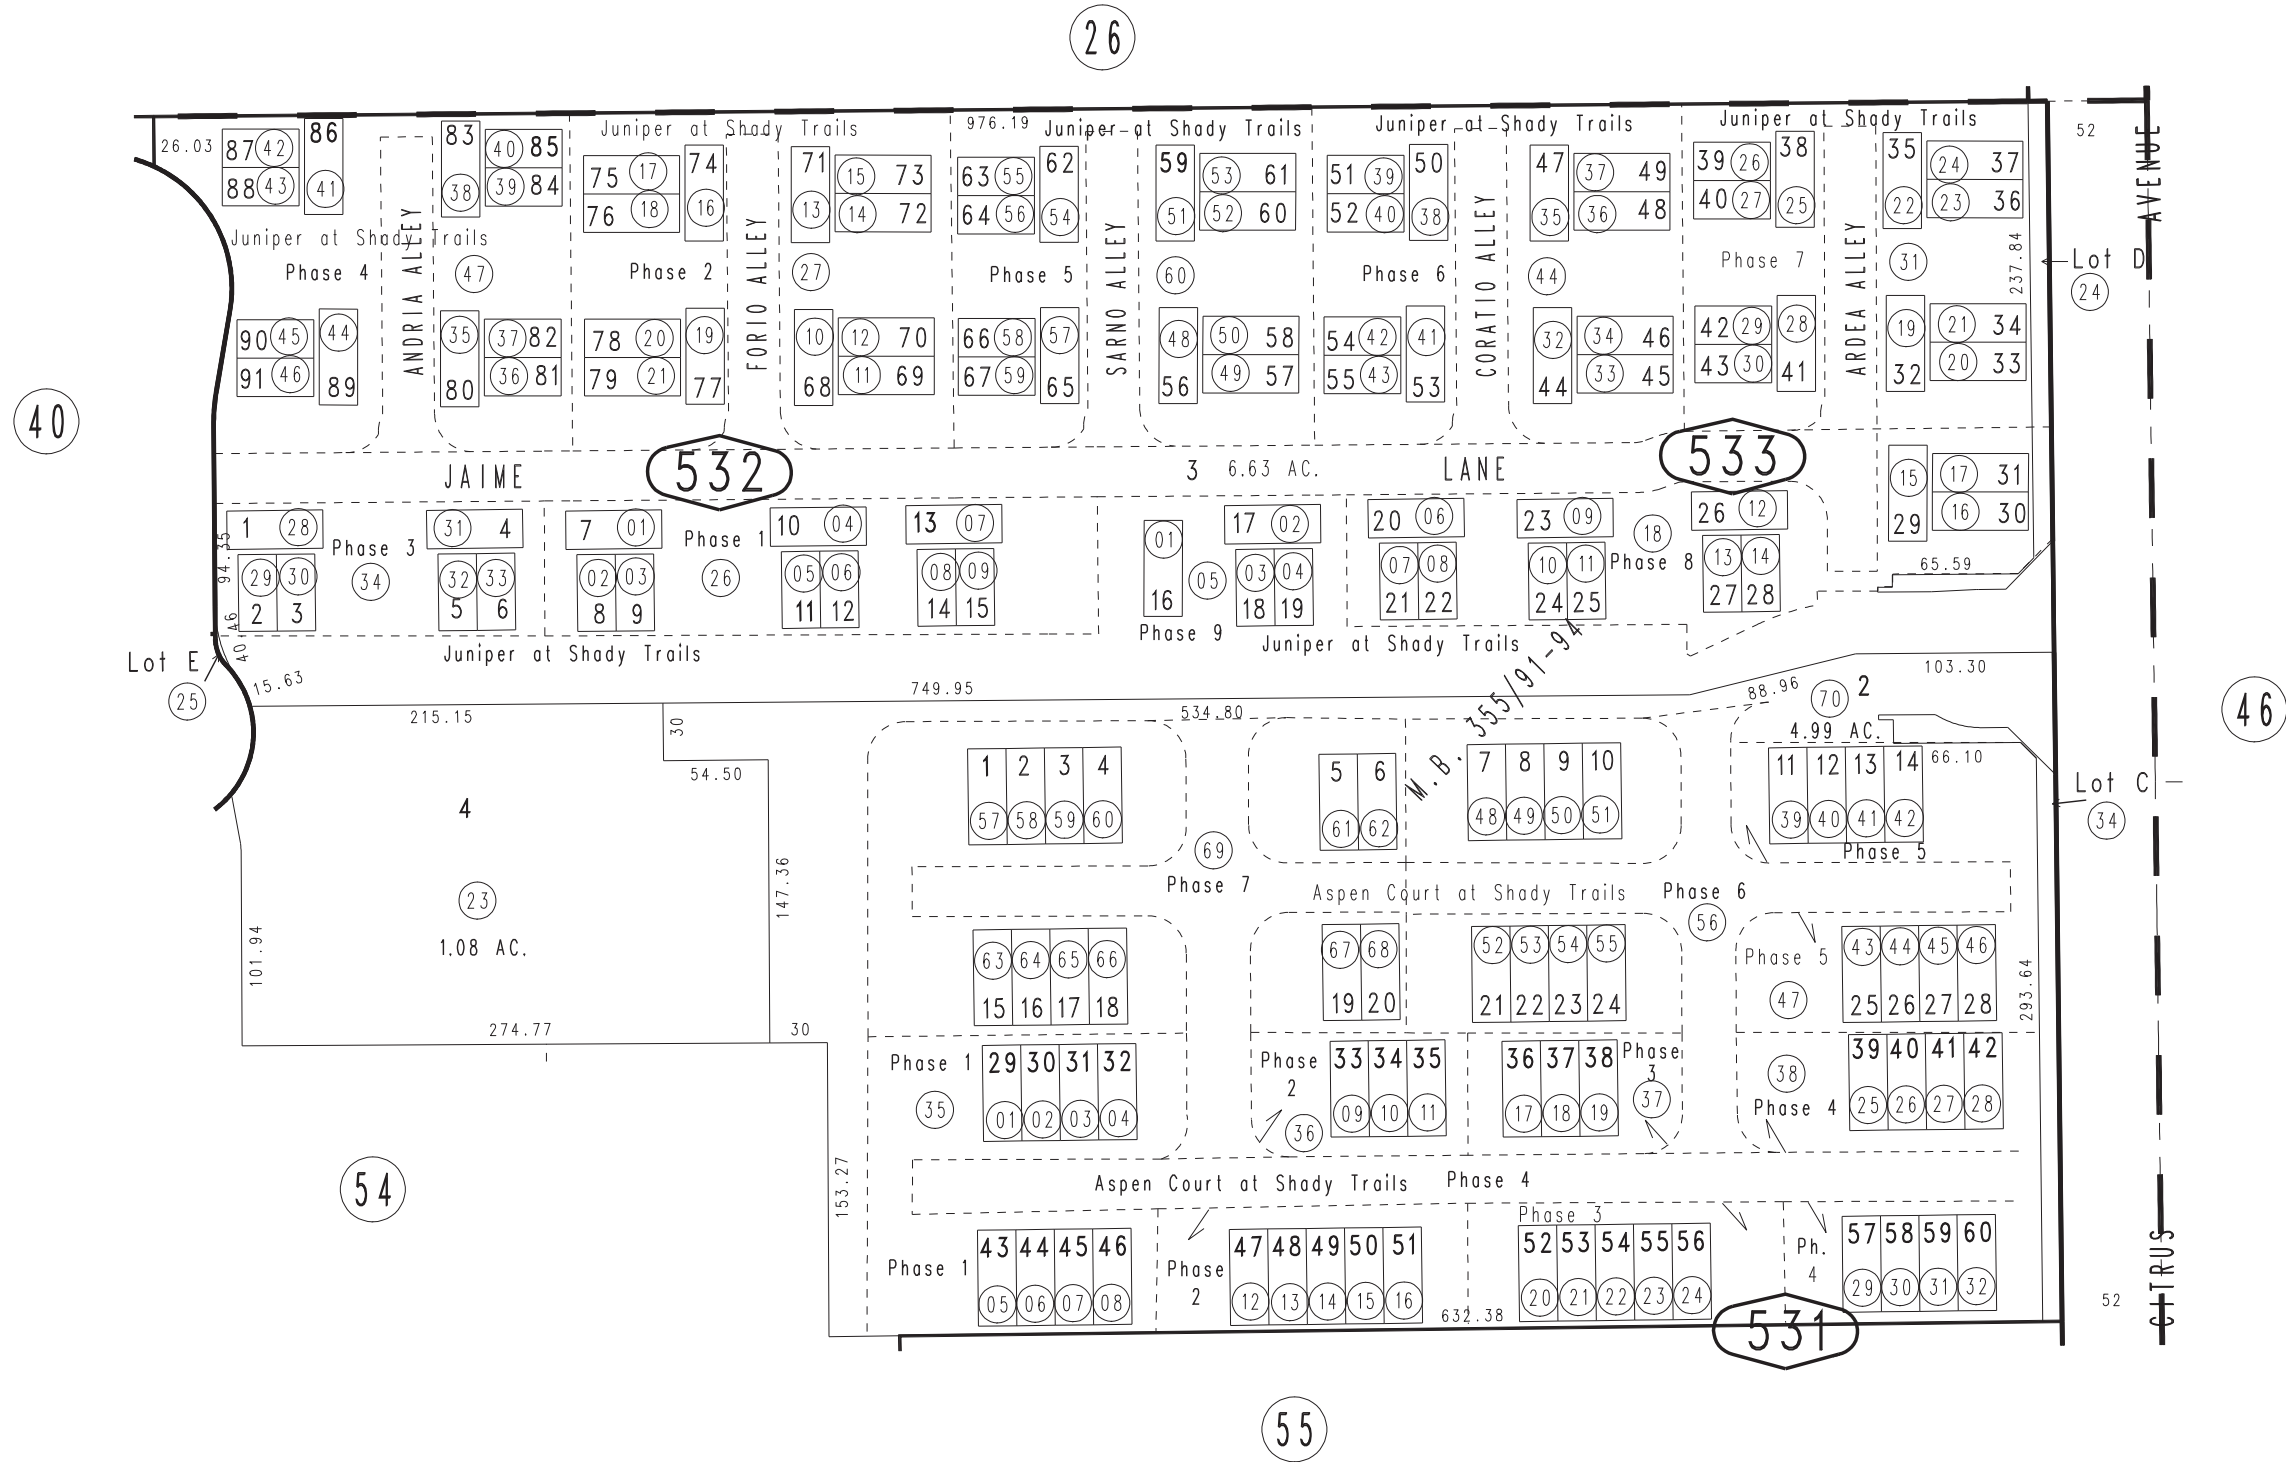 26
Juniper at Shady Trails
976.19
Juniper at Shady Trails
Juniper at Shady Trails
Juniper at Shady Trails
52
AVENUE
26.03
87 42 86
88 43 41
83 40 85
38 39 84
75 17 74
76 18 16
71 15 73
13 14 72
63 55 62
64 56 54
59 53 61
51 52 60
51 39 50
52 40 38
47 37 49
35 36 48
39 26 38
40 27 25
35 24 37
22 23 36
Juniper at Shady Trails
Phase 4
ANDRIA ALLEY
47
Phase 2
FORIO ALLEY
27
Phase 5
SARNO ALLEY
60
Phase 6
CORATIO ALLEY
44
Phase 7
ARDEA ALLEY
31
237.84
Lot D
24
90 45 44
91 46 89
35 37 82
80 36 81
78 20 19
79 21 77
10 12 70
68 11 69
66 58 57
67 59 65
48 50 58
56 49 57
54 42 41
55 43 53
32 34 46
44 33 45
42 29 28
43 30 41
19 21 34
32 20 33
40
JAIME
532
3 6.63 AC.
LANE
533
15 17 31
29 16 30
1 28
29 30
2 3
Phase 3
34
31 4
32 33
5 6
7 01
02 03
8 9
Phase 1
26
10 04
05 06
11 12
13 07
08 09
14 15
01
16
05
Phase 9
17 02
03 04
18 19
20 06
07 08
21 22
23 09
10 11
24 25
18
Phase 8
26 12
13 14
27 28
65.59
94.35
46
40
Lot E
25
15.63
Juniper at Shady Trails
Juniper at Shady Trails
M.B. 355/91-94
749.95
103.30
88.96
70 2
4.99 AC.
46
215.15
30
534.80
54.50
66.10
Lot C
34
4
23
1.08 AC.
147.36
101.94
274.77
30
1 2 3 4
57 58 59 60
5 6
61 62
7 8 9 10
48 49 50 51
11 12 13 14
39 40 41 42
Phase 5
69
Phase 7
Aspen Court at Shady Trails
Phase 6
56
63 64 65 66
15 16 17 18
67 68
19 20
52 53 54 55
21 22 23 24
Phase 5
47
43 44 45 46
25 26 27 28
293.64
Phase 1
35
29 30 31 32
01 02 03 04
Phase
2
36
33 34 35
09 10 11
36 37 38
17 18 19
Phase
3
37
38
Phase 4
39 40 41 42
25 26 27 28
54
153.27
Aspen Court at Shady Trails
Phase 4
Phase 1
43 44 45 46
05 06 07 08
Phase
2
47 48 49 50 51
12 13 14 15 16
Phase 3
52 53 54 55 56
20 21 22 23 24
Ph.
4
57 58 59 60
29 30 31 32
52
CITRUS
632.38
531
55